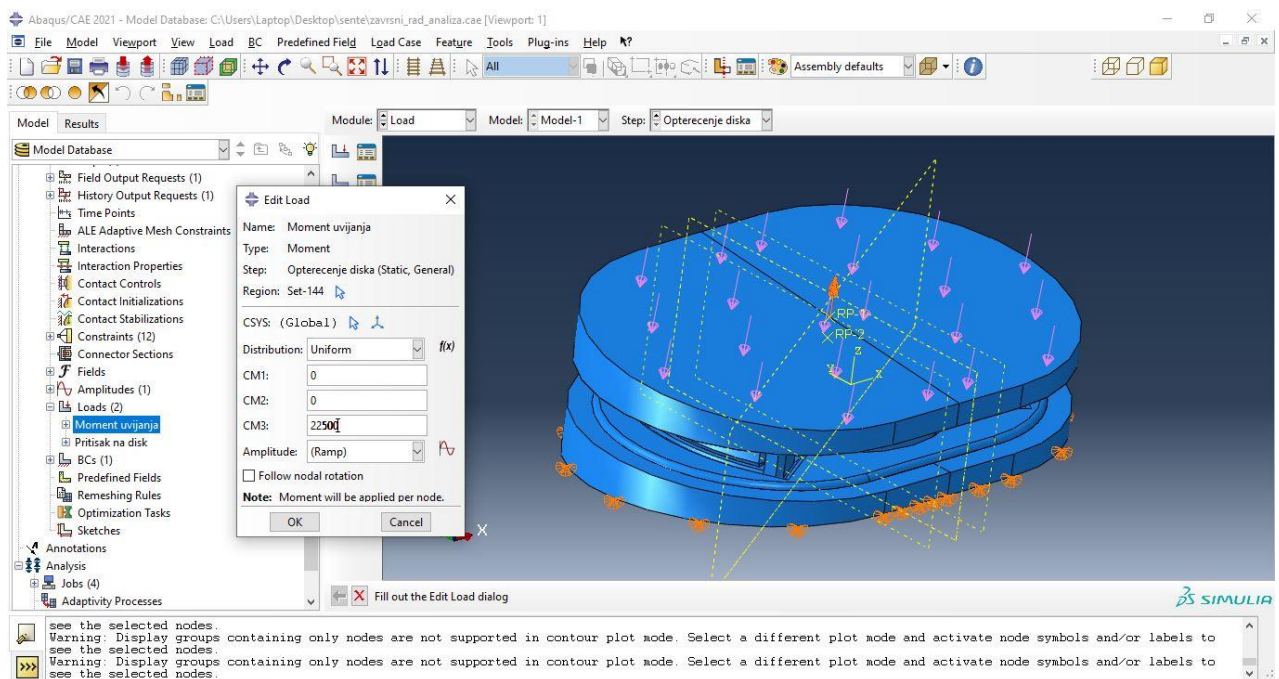 Abaqus/CAE 2021 - Model Database: C:\Users\Laptop\Desktop\sente\zavrsni_rad_analiza.cae [Viewport: 1]
File Model Viewport View Load BC Predefined Field Load Case Feature Tools Plug-ins Help
All
Assembly defaults
Model Results
Module: Load Model: Model-1 Step: Opterecenje diska
Model Database
Field Output Requests (1)
History Output Requests (1)
Time Points
ALE Adaptive Mesh Constraints
Interactions
Interaction Properties
Contact Controls
Contact Initializations
Contact Stabilizations
Constraints (12)
Connector Sections
Fields
Amplitudes (1)
Loads (2)
Moment uvijanja
Pritisak na disk
BCs (1)
Predefined Fields
Remeshing Rules
Optimization Tasks
Sketches
Annotations
Analysis
Jobs (4)
Adaptivity Processes
Edit Load
Name: Moment uvijanja
Type: Moment
Step: Opterecenje diska (Static, General)
Region: Set-144
CSYS: (Global)
Distribution: Uniform f(x)
CM1: 0
CM2: 0
CM3: 22500
Amplitude: (Ramp)
Follow nodal rotation
Note: Moment will be applied per node.
OK Cancel
RP-1
RP-2
Z
Y
X
X
Fill out the Edit Load dialog
SIMULIA
see the selected nodes.
Warning: Display groups containing only nodes are not supported in contour plot mode. Select a different plot mode and activate node symbols and/or labels to
see the selected nodes.
Warning: Display groups containing only nodes are not supported in contour plot mode. Select a different plot mode and activate node symbols and/or labels to
see the selected nodes.